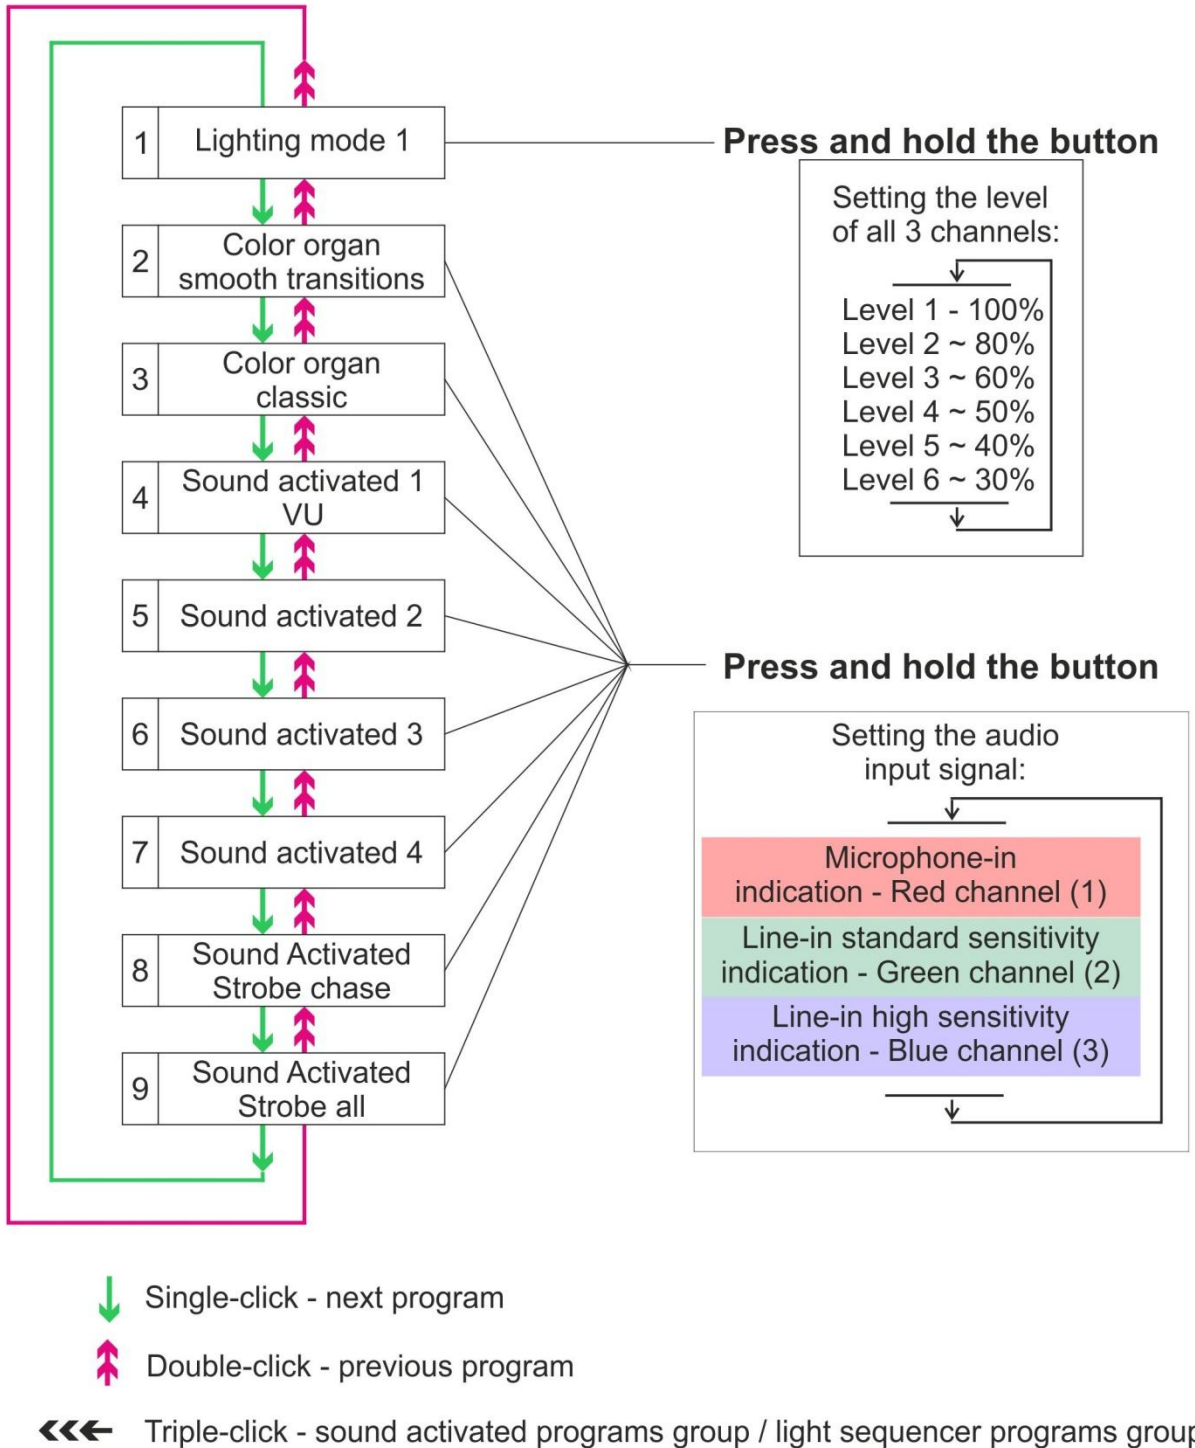 1
Lighting mode 1
2
Color organ
smooth transitions
3
Color organ
classic
4
Sound activated 1
VU
5
Sound activated 2
6
Sound activated 3
7
Sound activated 4
8
Sound Activated
Strobe chase
9
Sound Activated
Strobe all
Press and hold the button
Setting the level
of all 3 channels:
Level 1 - 100%
Level 2 ~ 80%
Level 3 ~ 60%
Level 4 ~ 50%
Level 5 ~ 40%
Level 6 ~ 30%
Press and hold the button
Setting the audio
input signal:
Microphone-in
indication - Red channel (1)
Line-in standard sensitivity
indication - Green channel (2)
Line-in high sensitivity
indication - Blue channel (3)
Single-click - next program
Double-click - previous program
Triple-click - sound activated programs group / light sequencer programs group